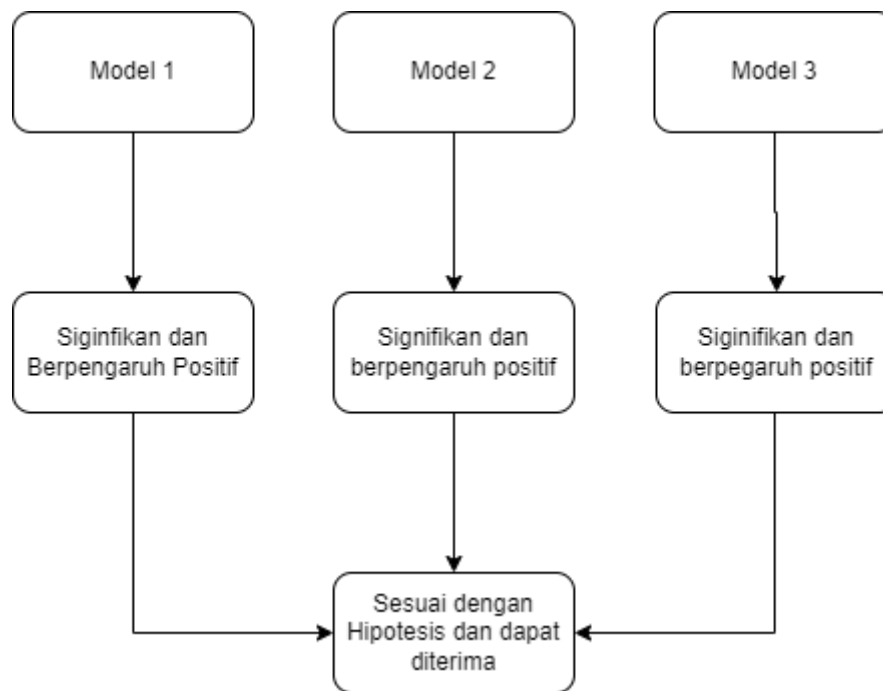 Model 1
Model 2
Model 3
Siginfikan dan
Berpengaruh Positif
Signifikan dan
berpengaruh positif
Siginifikan dan
berpegaruh positif
Sesuai dengan
Hipotesis dan dapat
diterima